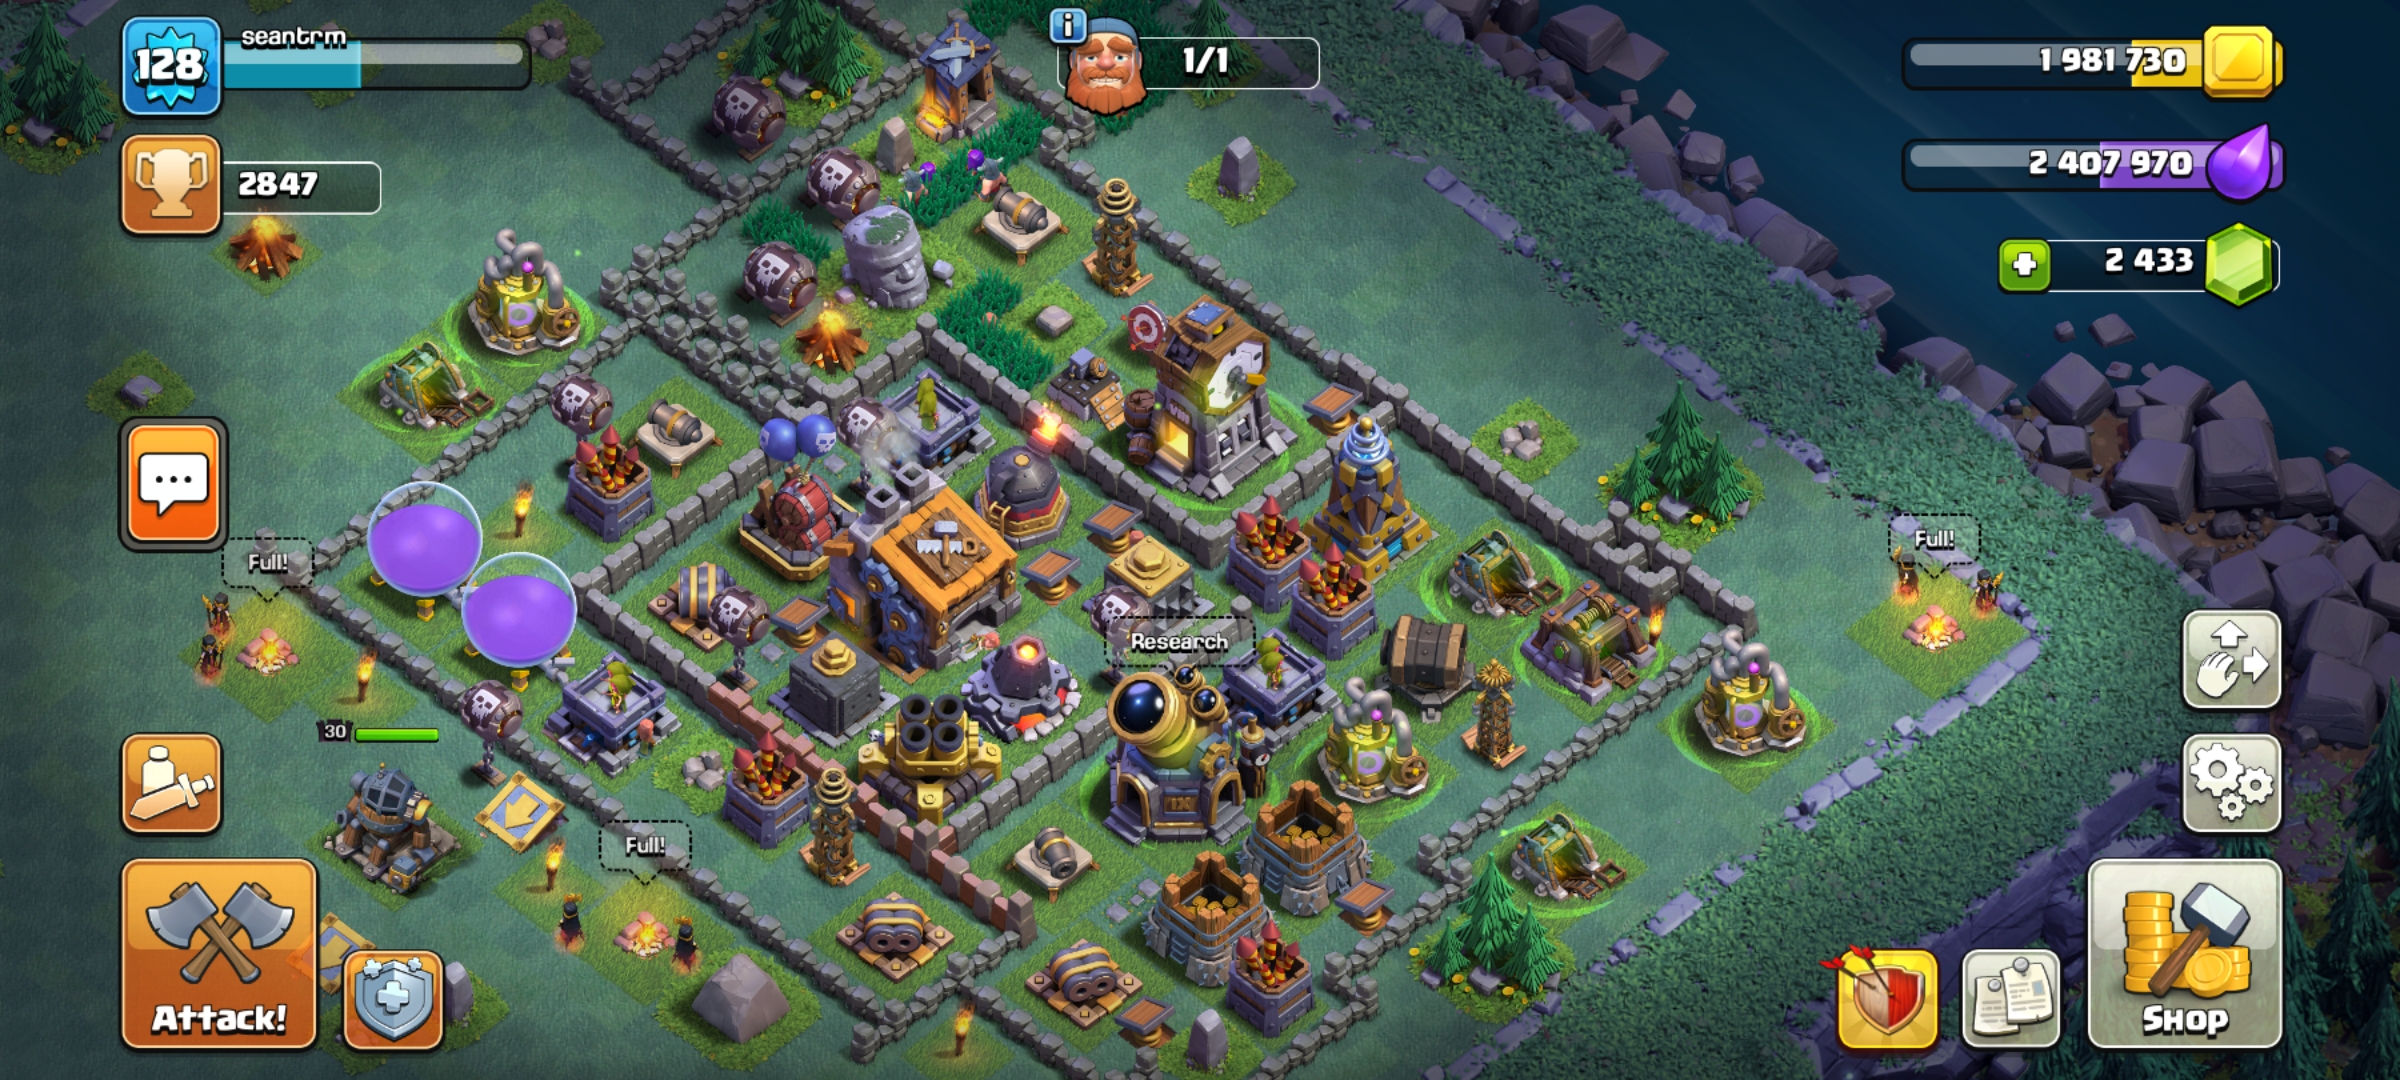 128
seantrm
i
1/1
1 981 730
2847
2 407 970
2 433
Full!
Full!
Research
30
Full!
Attack!
Shop